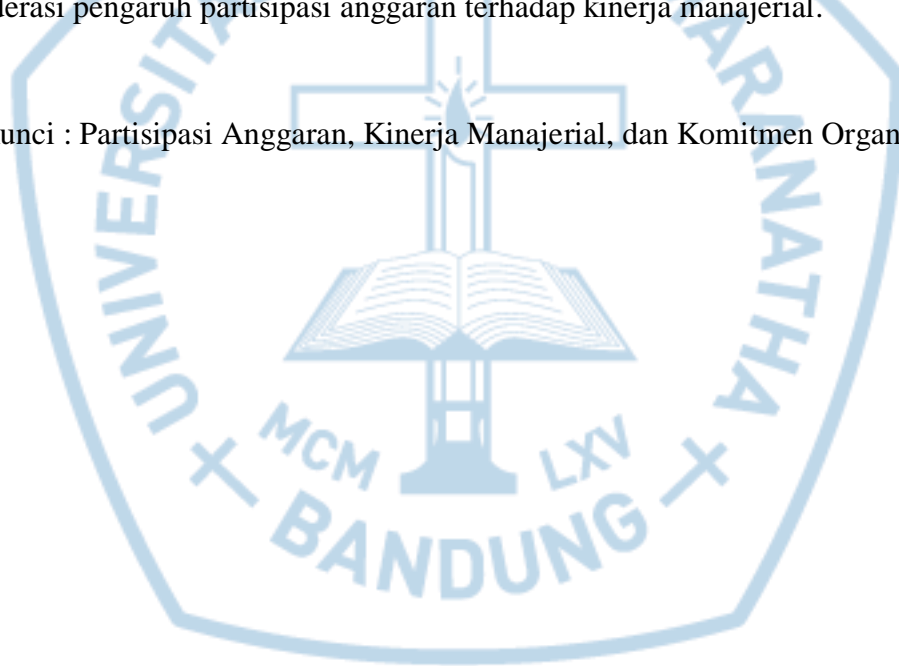 derasi pengaruh partisipasi anggaran terhadap kinerja manajerial.
unci : Partisipasi Anggaran, Kinerja Manajerial, dan Komitmen Organ
UNIVERSITA
ARANATHA
MCM LXV
BANDUNG